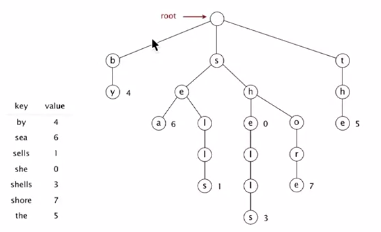 root
b s t
y 4 e h h
a 6 l e 0 o e 5
l l r
s 1 l e 7
s 3
key value
by 4
sea 6
sells 1
she 0
shells 3
shore 7
the 5